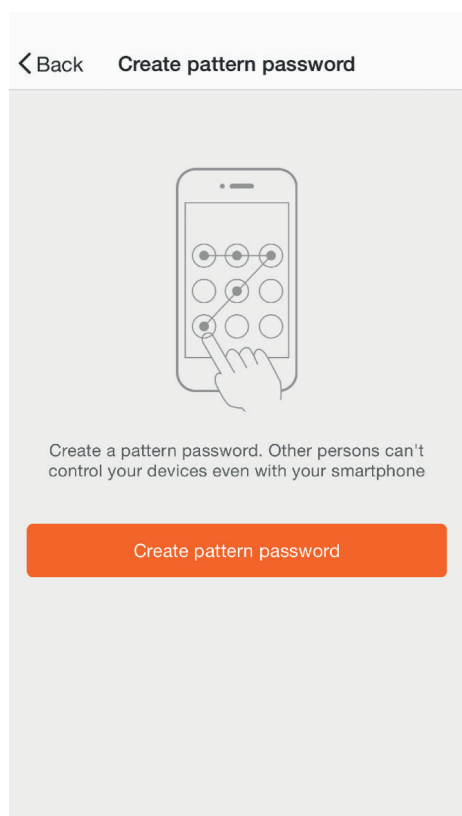 Back Create pattern password
Create a pattern password. Other persons can't
control your devices even with your smartphone
Create pattern password